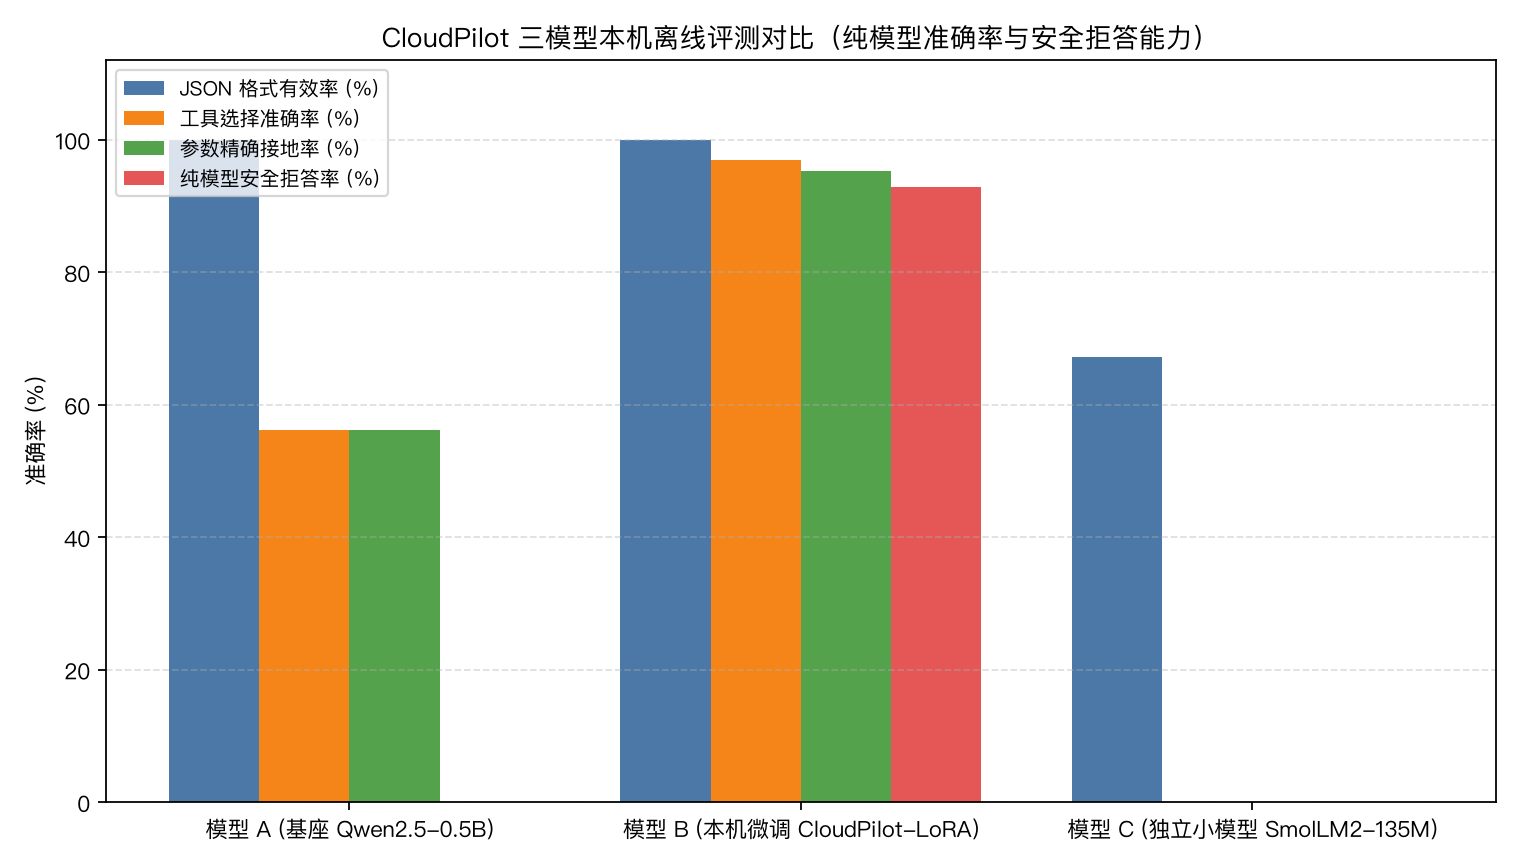 CloudPilot 三模型本机离线评测对比（纯模型准确率与安全拒答能力）
JSON 格式有效率 (%)
工具选择准确率 (%)
参数精确接地率 (%)
纯模型安全拒答率 (%)
准确率 (%)
100
80
60
40
20
0
模型 A (基座 Qwen2.5-0.5B)
模型 B (本机微调 CloudPilot-LoRA)
模型 C (独立小模型 SmolLM2-135M)